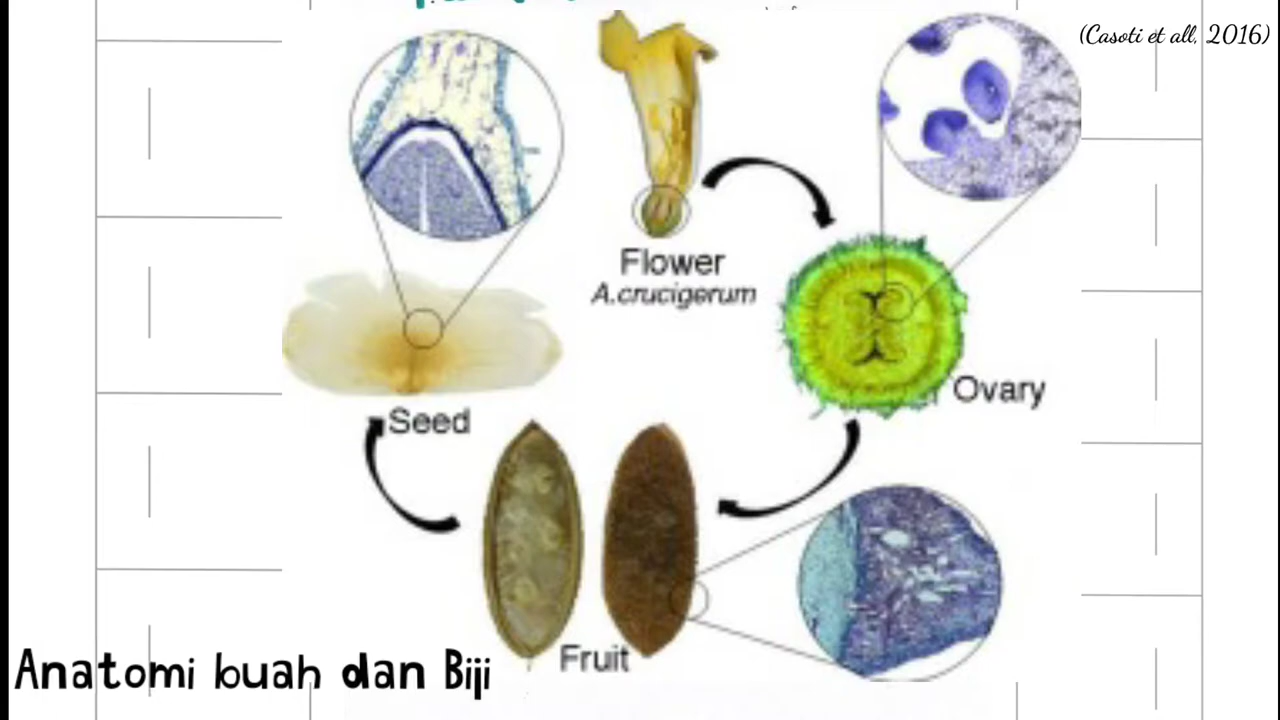 (Casoti et all, 2016)
Flower
A.crucigerum
Ovary
Seed
Fruit
Anatomi buah dan Biji